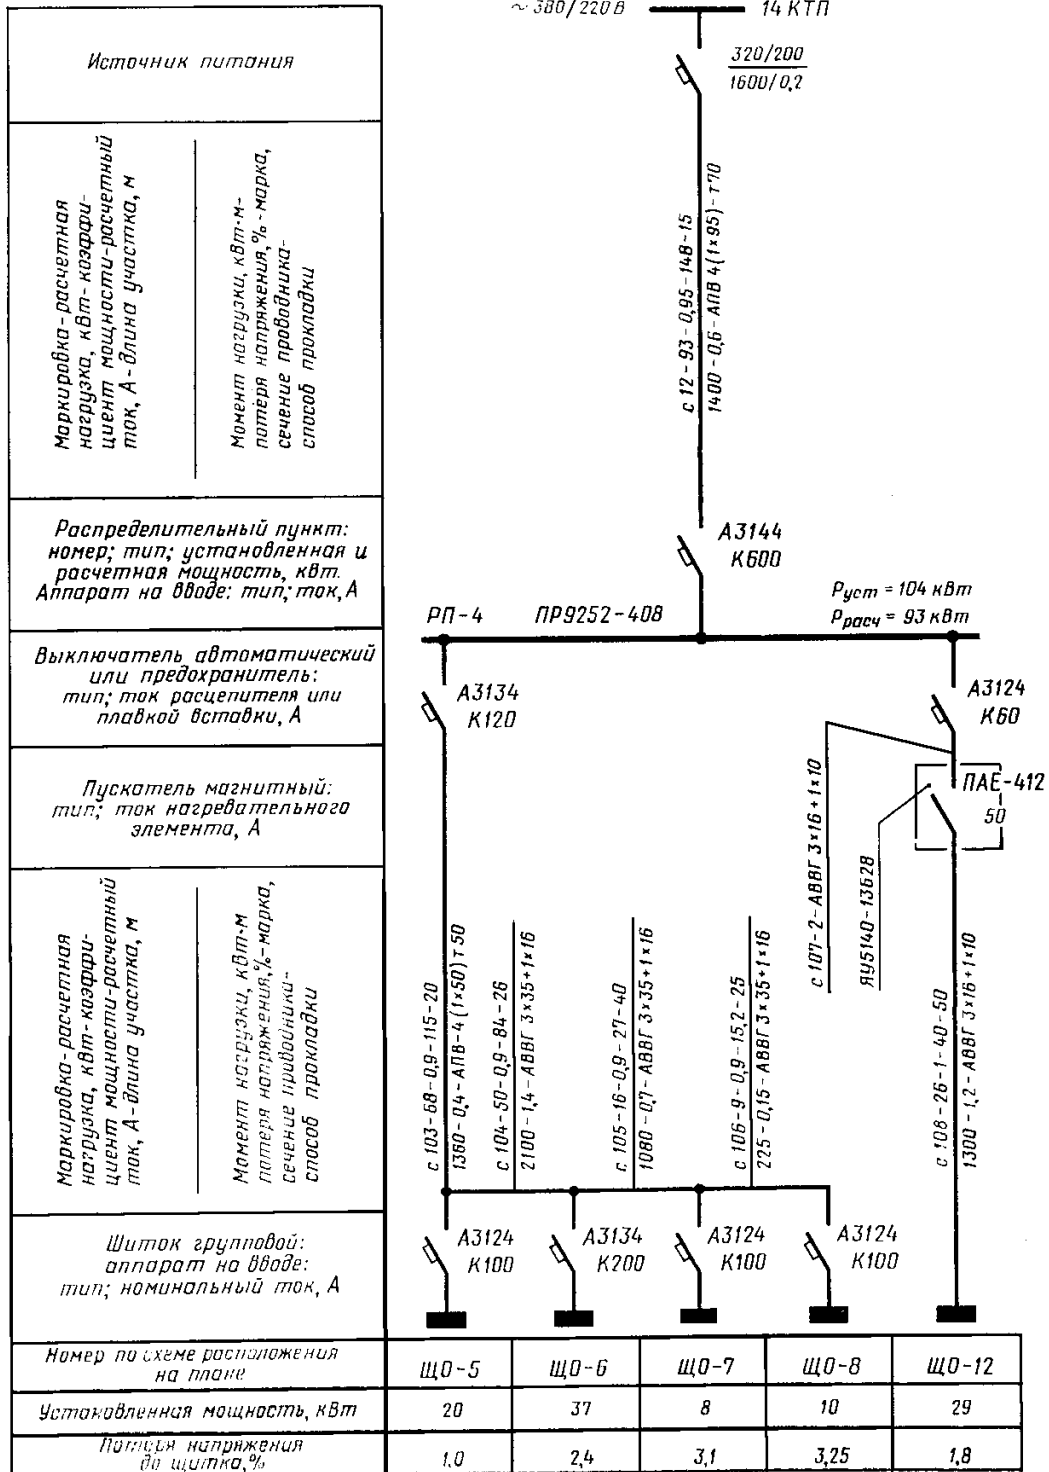 ~380/220В
14 КТП
Источник питания
320/200
1600/0,2
Маркировка-расчетная
нагрузка, кВт-коэффи-
циент мощности-расчетный
ток, А-длина участка, м
Момент нагрузки, кВт·м-
потеря напряжения,%-марка,
сечение проводника-
способ прокладки
с 12-93-0,95-148-15
1400-0,6-АПВ 4(1×95)-т70
Распределительный пункт:
номер; тип; установленная и
расчетная мощность, кВт.
Аппарат на вводе: тип; ток, А
А3144
К600
РП-4
ПР9252-408
Руст = 104 кВт
Ррасч = 93 кВт
Выключатель автоматический
или предохранитель:
тип; ток расцепителя или
плавкой вставки, А
А3134
К120
А3124
К60
Пускатель магнитный:
тип; ток нагревательного
элемента, А
с 107-2-АВВГ 3×16+1×10
ЯУ5140-13Б28
ПАЕ-412
50
Маркировка-расчетная
нагрузка, кВт-коэффи-
циент мощности-расчетный
ток, А-длина участка, м
Момент нагрузки, кВт·м
потеря напряжения,%-марка,
сечение проводника-
способ прокладки
с 103-68-0,9-115-20
1360-0,4-АПВ-4(1×50) т 50
с 104-50-0,9-84-26
2100-1,4-АВВГ 3×35+1×16
с 105-16-0,9-27-40
1080-0,7-АВВГ 3×35+1×16
с 106-9-0,9-15,2-25
225-0,15-АВВГ 3×35+1×16
с 108-26-1-40-50
1300-1,2-АВВГ 3×16+1×10
Шиток групповой:
аппарат на вводе:
тип; номинальный ток, А
А3124
К100
А3134
К200
А3124
К100
А3124
К100
Номер по схеме расположения
на плане
ЩО-5 ЩО-6 ЩО-7 ЩО-8 ЩО-12
Установленная мощность, кВт 20 37 8 10 29
Потеря напряжения
до щитка,%
1,0 2,4 3,1 3,25 1,8